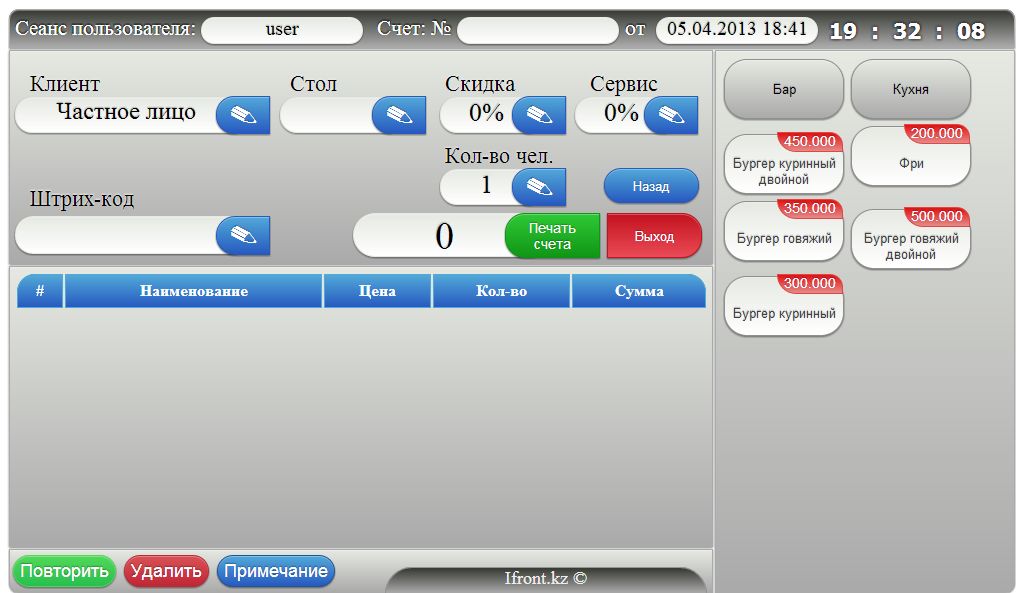 Сеанс пользователя: user Счет: № от 05.04.2013 18:41 19 : 32 : 08
Клиент Стол Скидка Сервис
Частное лицо 0% 0%
Кол-во чел.
1 Назад
Штрих-код
0 Печать счета Выход
# Наименование Цена Кол-во Сумма
Повторить Удалить Примечание
Ifront.kz ©
Бар Кухня
450.000
Бургер куринный
двойной
200.000
Фри
350.000
Бургер говяжий
500.000
Бургер говяжий
двойной
300.000
Бургер куринный